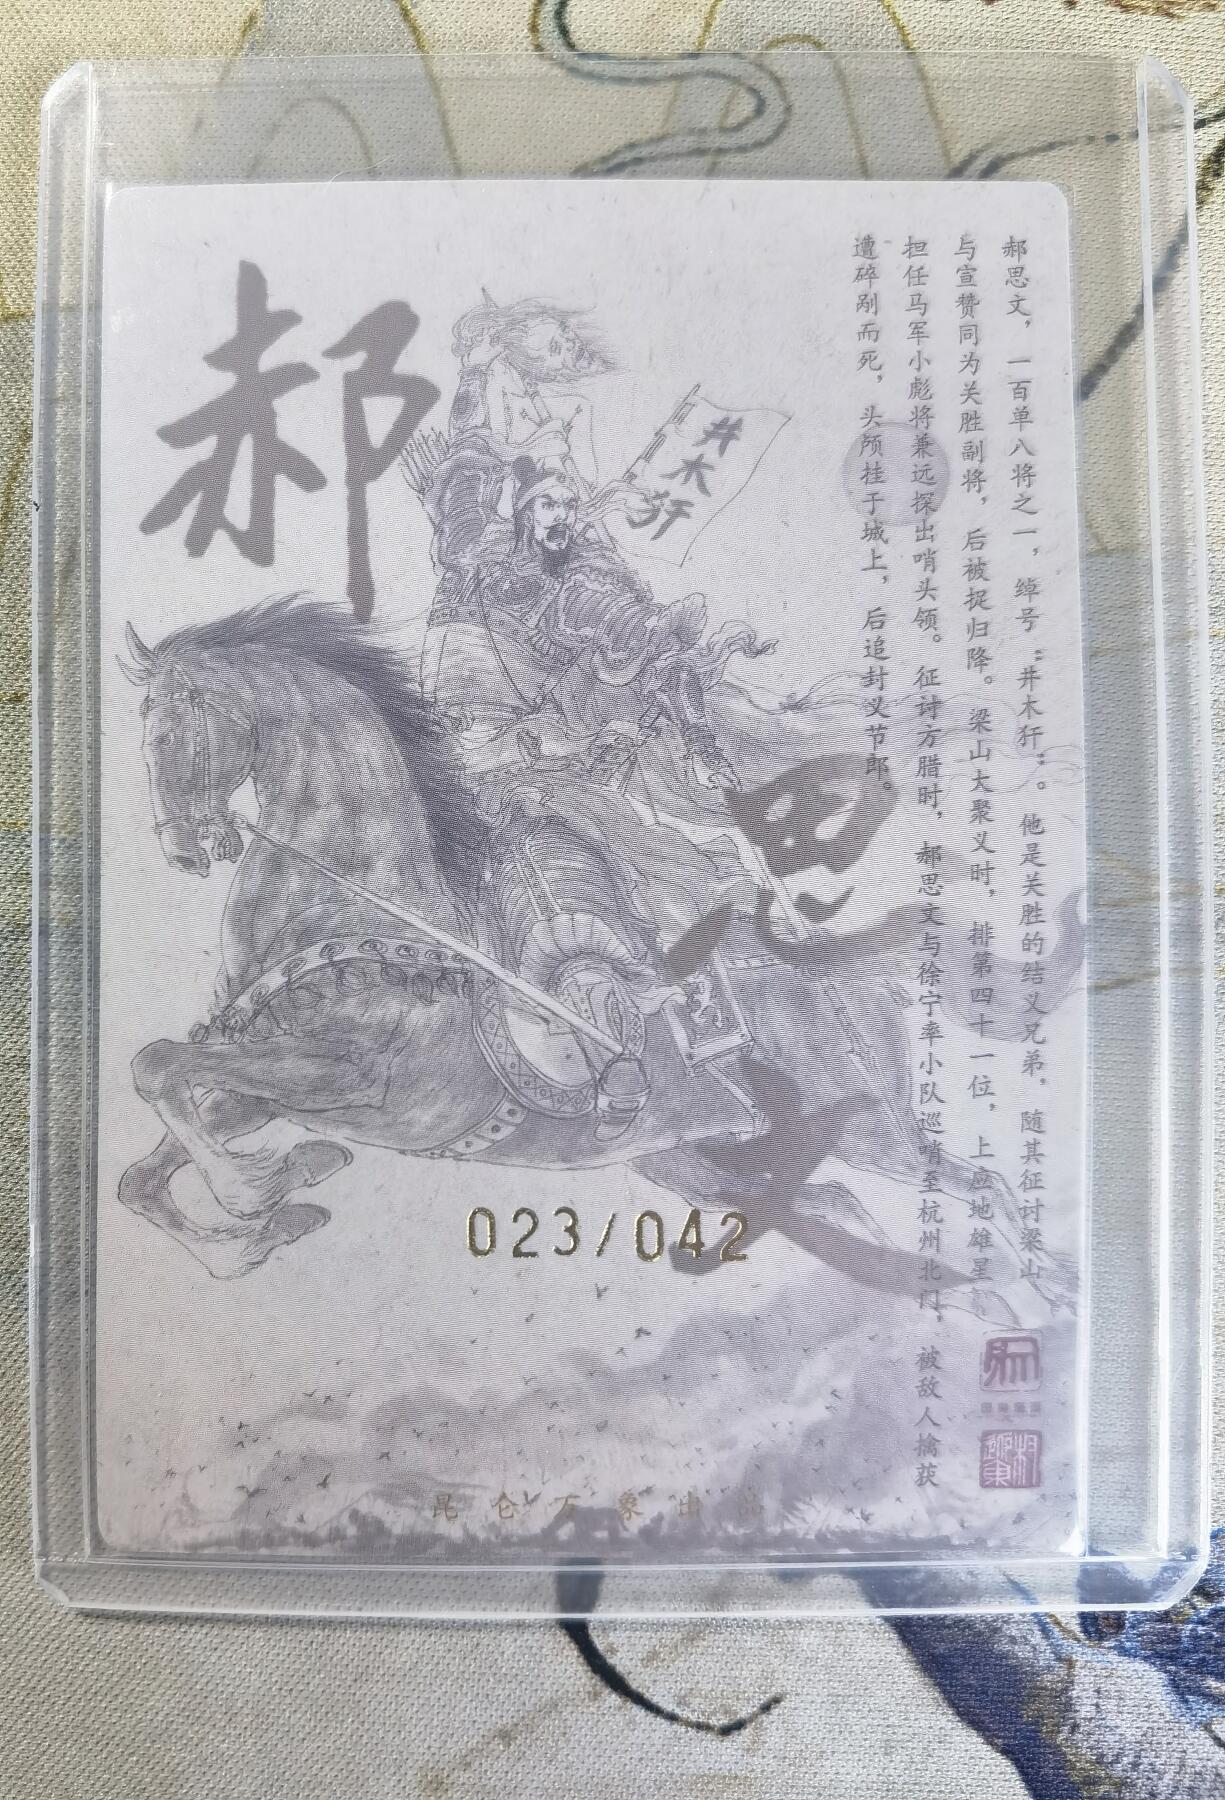 郝思文，一百单八将之一，绰号：井木犴：。他是关胜的结义兄弟，随其征讨梁山
与宣赞同为关胜副将，后被捉归降。梁山大聚义时，排第四十一位，上应地雄星
担任马军小彪将兼远探出哨头领。征讨方腊时，郝思文与徐宁率小队巡哨至杭州北门，被敌人擒获
遭碎剐而死，头颅挂于城上，后追封义节郎。
井木犴
郝
思
文
023/042
昆仑万象出品